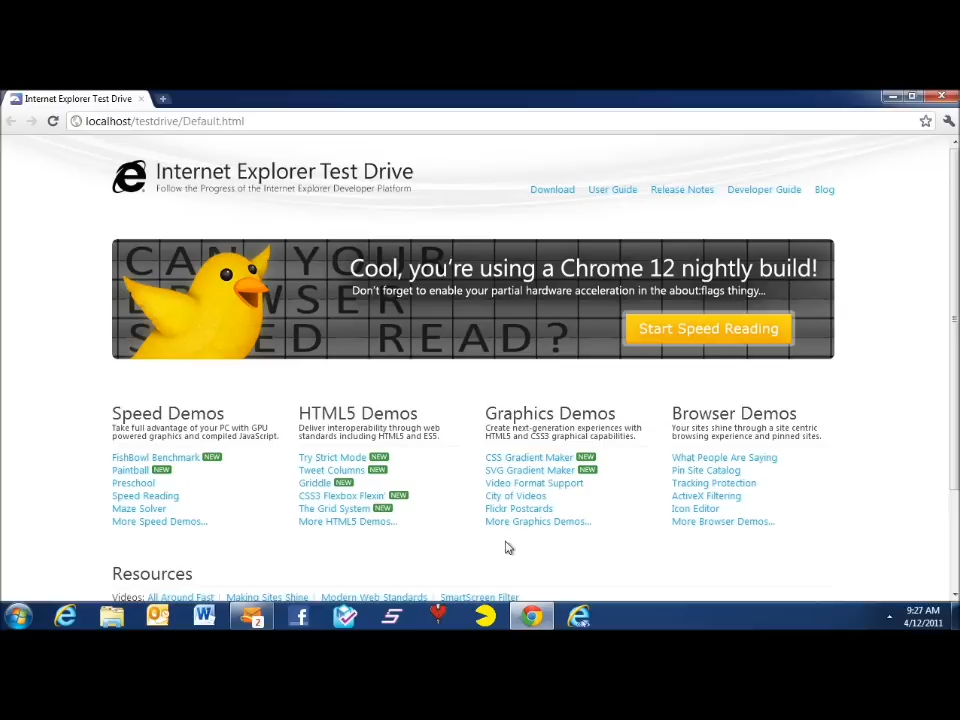 Internet Explorer Test Drive
localhost/testdrive/Default.html
Internet Explorer Test Drive
Follow the Progress of the Internet Explorer Developer Platform
Download User Guide Release Notes Developer Guide Blog
CAN YOUR
BROWSER
SPEED READ?
Cool, you're using a Chrome 12 nightly build!
Don't forget to enable your partial hardware acceleration in the about:flags thingy...
Start Speed Reading
Speed Demos
Take full advantage of your PC with GPU
powered graphics and compiled JavaScript.
FishBowl Benchmark NEW
Paintball NEW
Preschool
Speed Reading
Maze Solver
More Speed Demos...
HTML5 Demos
Deliver interoperability through web
standards including HTML5 and ES5.
Try Strict Mode NEW
Tweet Columns NEW
Griddle NEW
CSS3 Flexbox Flexin' NEW
The Grid System NEW
More HTML5 Demos...
Graphics Demos
Create next-generation experiences with
HTML5 and CSS3 graphical capabilities.
CSS Gradient Maker NEW
SVG Gradient Maker NEW
Video Format Support
City of Videos
Flickr Postcards
More Graphics Demos...
Browser Demos
Your sites shine through a site centric
browsing experience and pinned sites.
What People Are Saying
Pin Site Catalog
Tracking Protection
ActiveX Filtering
Icon Editor
More Browser Demos...
Resources
Videos: All Around Fast | Making Sites Shine | Modern Web Standards | SmartScreen Filter
2
9:27 AM
4/12/2011